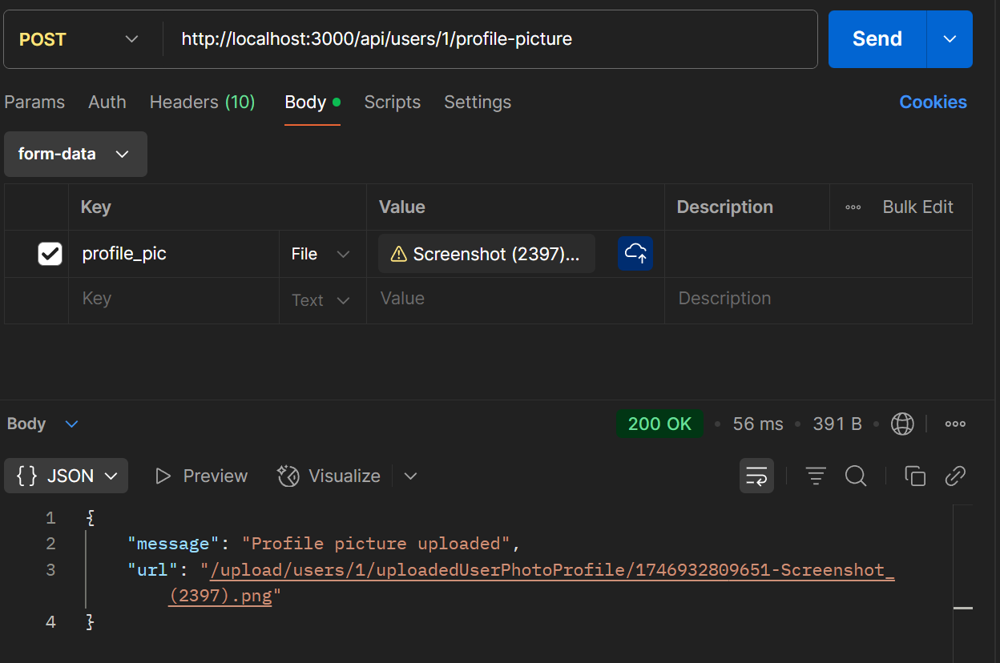 POST http://localhost:3000/api/users/1/profile-picture Send
Params Auth Headers (10) Body Scripts Settings Cookies
form-data
Key Value Description Bulk Edit
profile_pic File Screenshot (2397)...
Key Text Value Description
Body 200 OK 56 ms 391 B
{} JSON Preview Visualize
1 {
2 "message": "Profile picture uploaded",
3 "url": "/upload/users/1/uploadedUserPhotoProfile/1746932809651-Screenshot_
(2397).png"
4 }